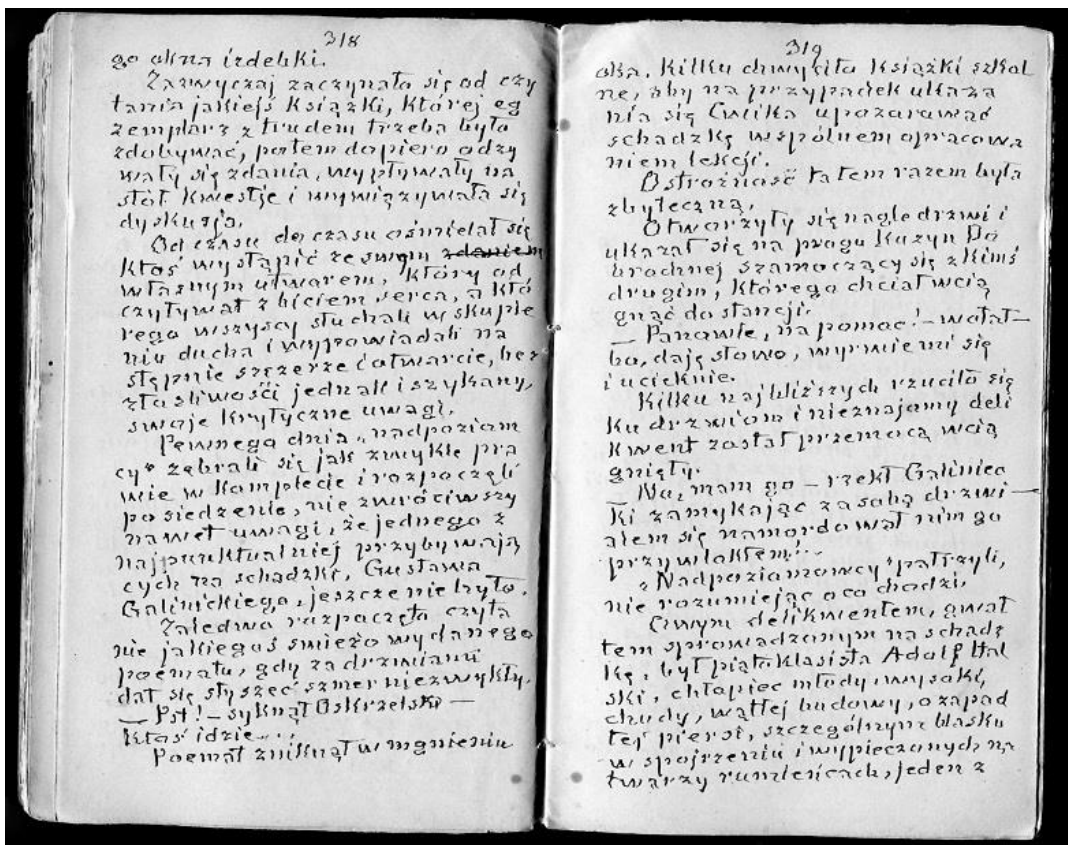 318
go okna izdebki.
Zazwyczaj zaczynało się od czy
tania jakiejś książki, której eg
zemplarz z trudem trzeba było
zdobywać, potem dopiero odzy
wały się zdania, wypływały na
stół kwestje i wywiązywała się
dyskusja.
Od czasu do czasu ośmielał się
ktoś wystąpić ze swym zdaniem
własnym utworem, który od
czytywał z biciem serca, a któ
rego wszyscy słuchali w skupie
niu ducha i wypowiadali na
stępnie szczerze i otwarcie, bez
złośliwości jednak i szykany,
swoje krytyczne uwagi.
Pewnego dnia „nadpoziom
cy” zebrali się jak zwykle pra
wie w komplecie i rozpoczęli
posiedzenie, nie zwróciwszy
nawet uwagi, że jednego z
najpunktualniej przybywają
cych na schadzki, Gustawa
Galinickiego, jeszcze nie było.
Zaledwo rozpoczęto czyta
nie jakiegoś świeżo wydanego
poematu, gdy za drzwiami
dał się słyszeć szmer niezwykły.
— Pst! – syknął Oskrzelski —
ktoś idzie...
Poemat zniknął w mgnieniu
319
oka. Kilku chwyciło książki szkol
ne, aby na przypadek ukaza
nia się Ćwika upozorować
schadzkę wspólnem opracowa
niem lekcji.
Ostrożność ta tem razem była
zbyteczną.
Otworzyły się nagle drzwi i
ukazał się na progu kuzyn Do
brochnej szamoczący się z kimś
drugim, którego chciał wcią
gnąć do stancji.
— Panowie, na pomoc! – wołał —
bo, daję słowo, wyrwie mi się
i ucieknie.
Kilku najbliższych rzuciło się
ku drzwiom i nieznajomy deli
kwent został przemocą wcią
gnięty.
— No, mam go – rzekł Galinic
ki zamykając za sobą drzwi —
alem się namordował nim go
przywlokłem...
„Nadpoziomowcy” patrzyli,
nie rozumiejąc o co chodzi.
Owym delikwentem, gwał
tem sprowadzonym na schadz
kę, był piątoklasista Adolf Hal
ski, chłopiec młody i wysoki,
chudy, wątłej budowy, o zapad
łej piersi, szczególnym blasku
w spojrzeniu i wypieczonych na
twarzy rumieńcach, jeden z